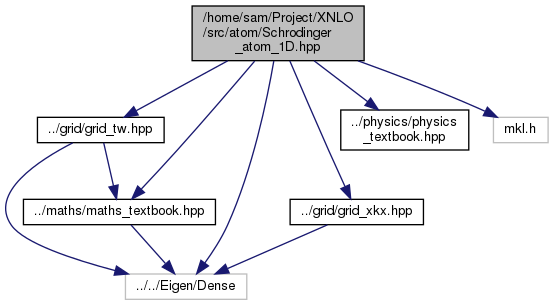 /home/sam/Project/XNLO
/src/atom/Schrodinger
_atom_1D.hpp
../grid/grid_tw.hpp
../physics/physics
_textbook.hpp
mkl.h
../maths/maths_textbook.hpp
../grid/grid_xkx.hpp
../../Eigen/Dense